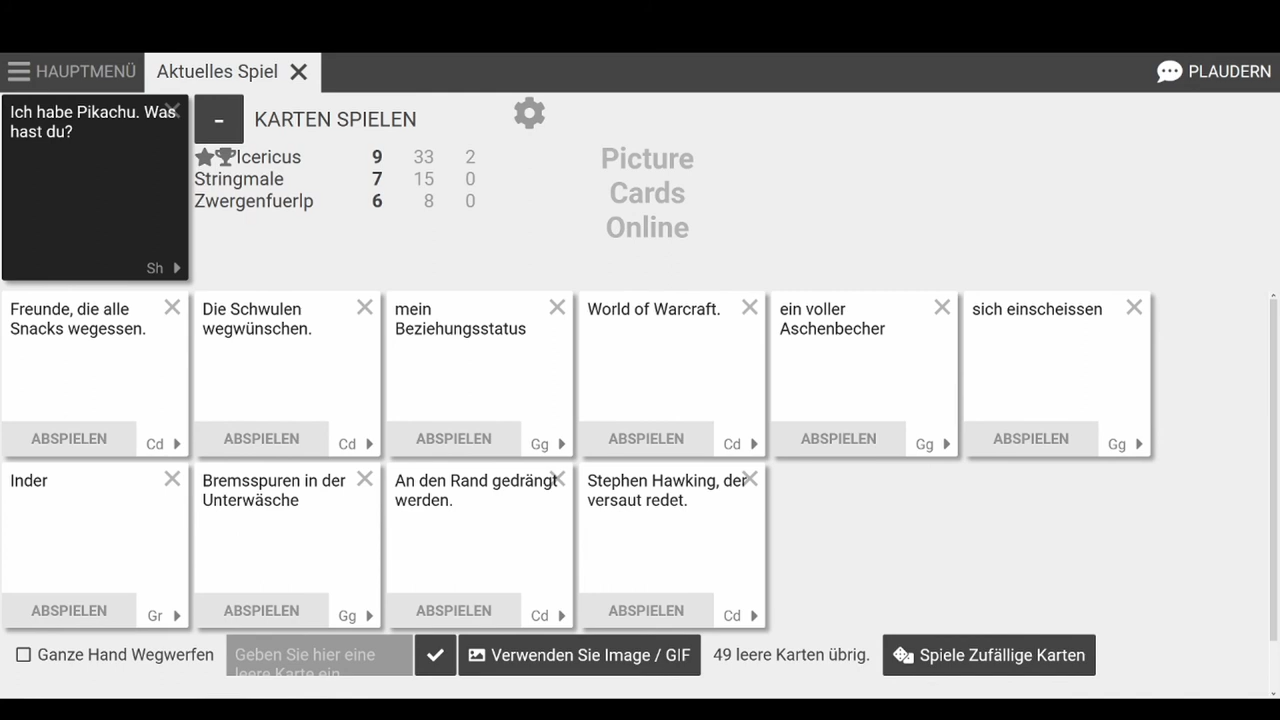 HAUPTMENÜ
Aktuelles Spiel
PLAUDERN
Ich habe Pikachu. Was
hast du?
Sh
-
KARTEN SPIELEN
Icericus 9 33 2
Stringmale 7 15 0
Zwergenfuerlp 6 8 0
Picture
Cards
Online
Freunde, die alle
Snacks wegessen.
ABSPIELEN
Cd
Die Schwulen
wegwünschen.
ABSPIELEN
Cd
mein
Beziehungsstatus
ABSPIELEN
Gg
World of Warcraft.
ABSPIELEN
Cd
ein voller
Aschenbecher
ABSPIELEN
Gg
sich einscheissen
ABSPIELEN
Gg
Inder
ABSPIELEN
Gr
Bremsspuren in der
Unterwäsche
ABSPIELEN
Gg
An den Rand gedrängt
werden.
ABSPIELEN
Cd
Stephen Hawking, der
versaut redet.
ABSPIELEN
Cd
Ganze Hand Wegwerfen
Geben Sie hier eine
leere Karte ein
Verwenden Sie Image / GIF
49 leere Karten übrig.
Spiele Zufällige Karten